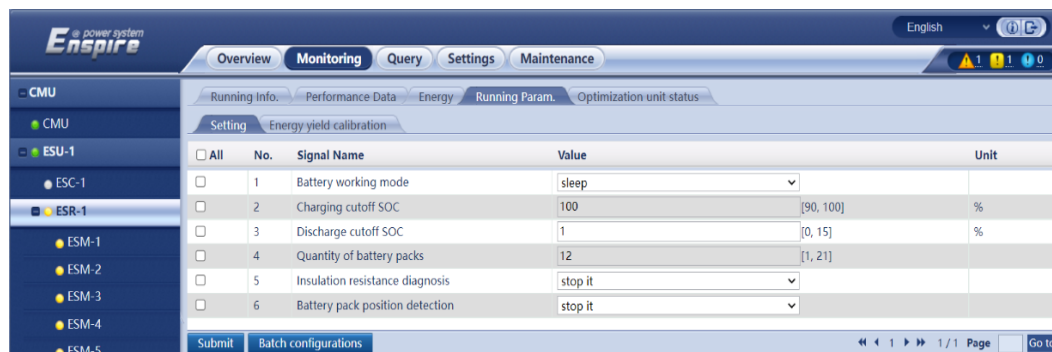 e power system
Enspire
English
Overview Monitoring Query Settings Maintenance
1 1 0
CMU
CMU
ESU-1
ESC-1
ESR-1
ESM-1
ESM-2
ESM-3
ESM-4
ESM-5
Running Info. Performance Data Energy Running Param. Optimization unit status
Setting Energy yield calibration
All No. Signal Name Value Unit
1 Battery working mode sleep
2 Charging cutoff SOC 100 [90, 100] %
3 Discharge cutoff SOC 1 [0, 15] %
4 Quantity of battery packs 12 [1, 21]
5 Insulation resistance diagnosis stop it
6 Battery pack position detection stop it
Submit Batch configurations 1 1/1 Page Go to